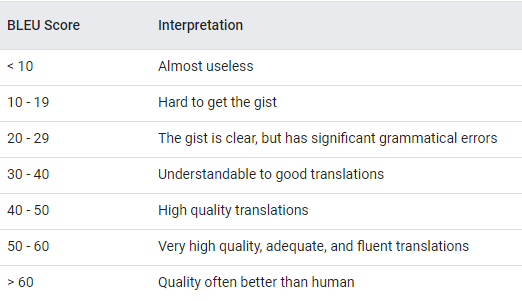 BLEU Score Interpretation
< 10 Almost useless
10 - 19 Hard to get the gist
20 - 29 The gist is clear, but has significant grammatical errors
30 - 40 Understandable to good translations
40 - 50 High quality translations
50 - 60 Very high quality, adequate, and fluent translations
> 60 Quality often better than human